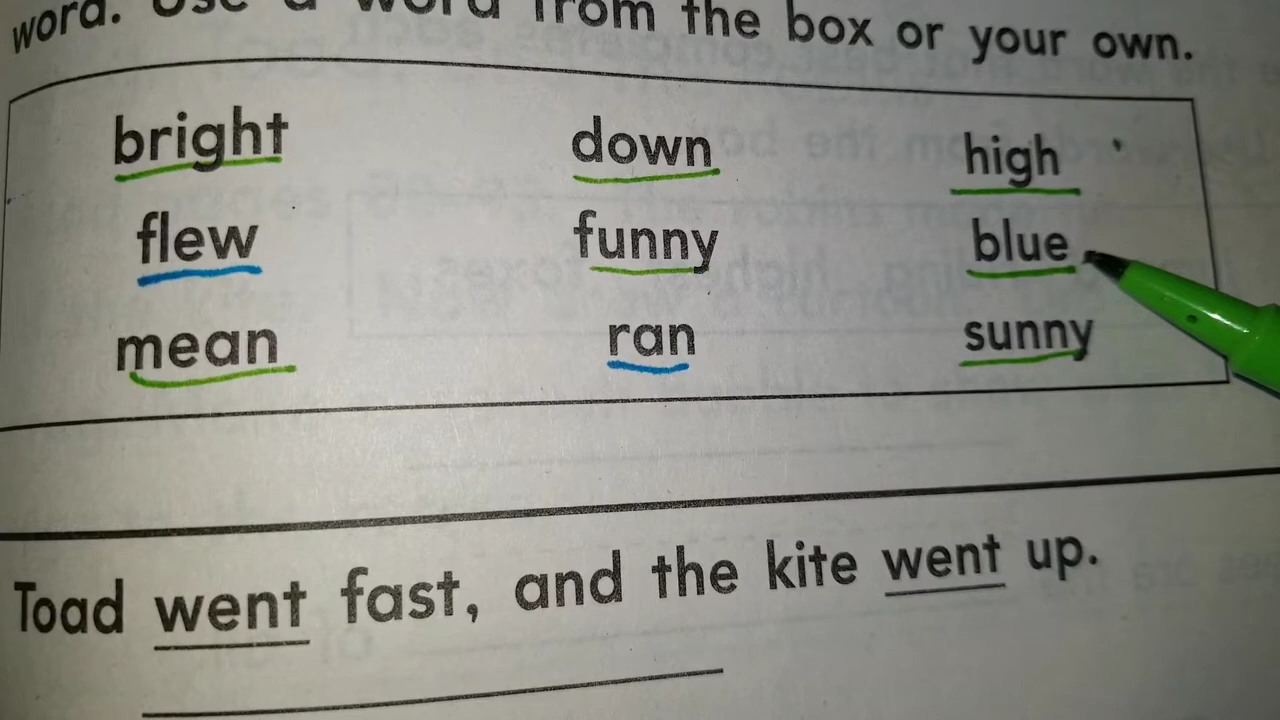 word. Use a word from the box or your own.
bright down high
flew funny blue
mean ran sunny
Toad went fast, and the kite went up.